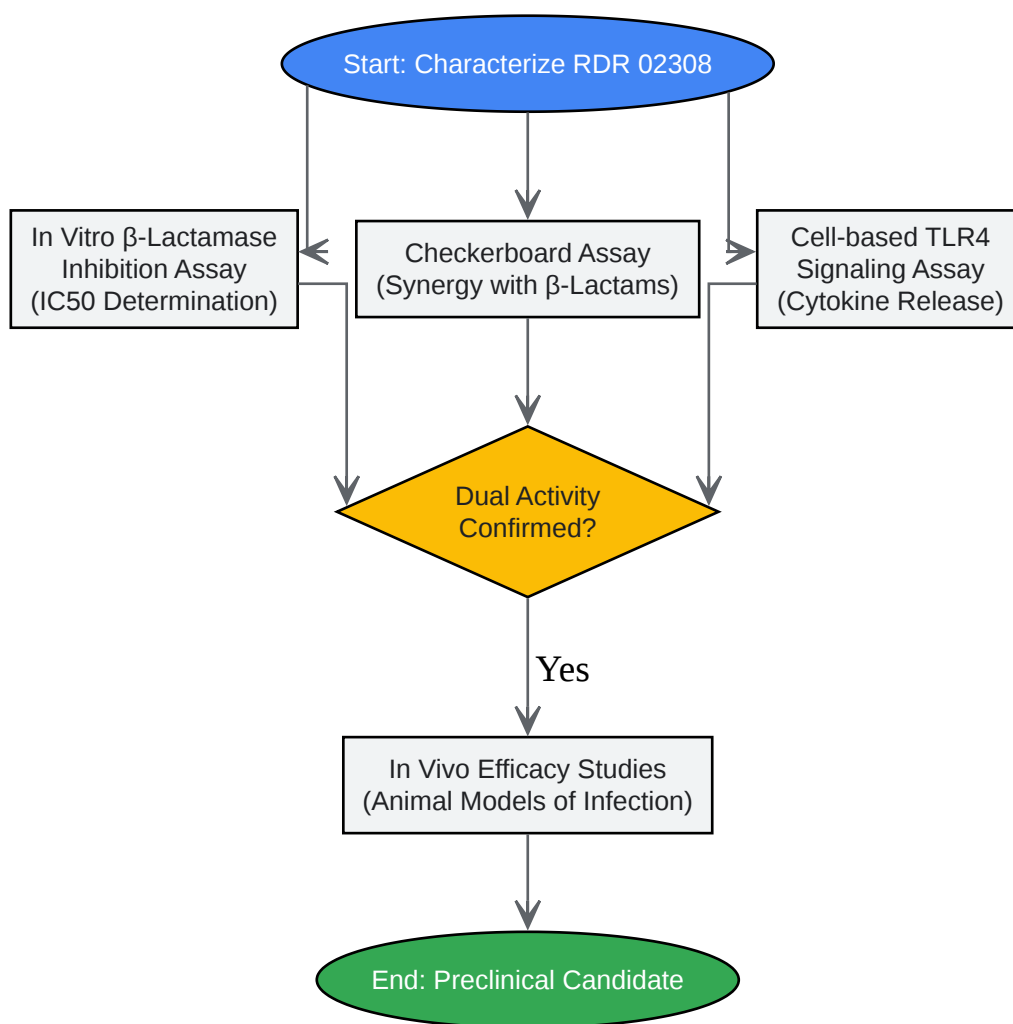 Start: Characterize RDR 02308
In Vitro β-Lactamase
Inhibition Assay
(IC50 Determination)
Checkerboard Assay
(Synergy with β-Lactams)
Cell-based TLR4
Signaling Assay
(Cytokine Release)
Dual Activity
Confirmed?
Yes
In Vivo Efficacy Studies
(Animal Models of Infection)
End: Preclinical Candidate